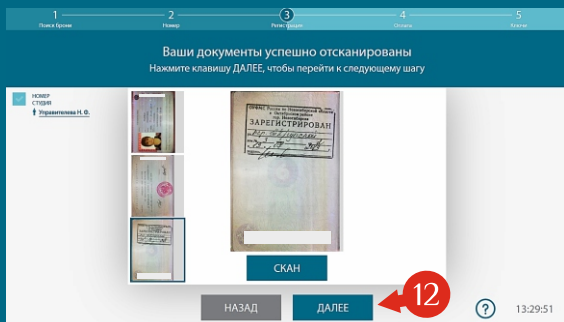 1
2
3
4
5
Поиск брони
Номер
Регистрация
Оплата
Ключи
Ваши документы успешно отсканированы
Нажмите клавишу ДАЛЕЕ, чтобы перейти к следующему шагу
НОМЕР
СТУДИЯ
Управителева Н. В.
ЗАРЕГИСТРИРОВАН
СКАН
НАЗАД
ДАЛЕЕ
12
?
13:29:51